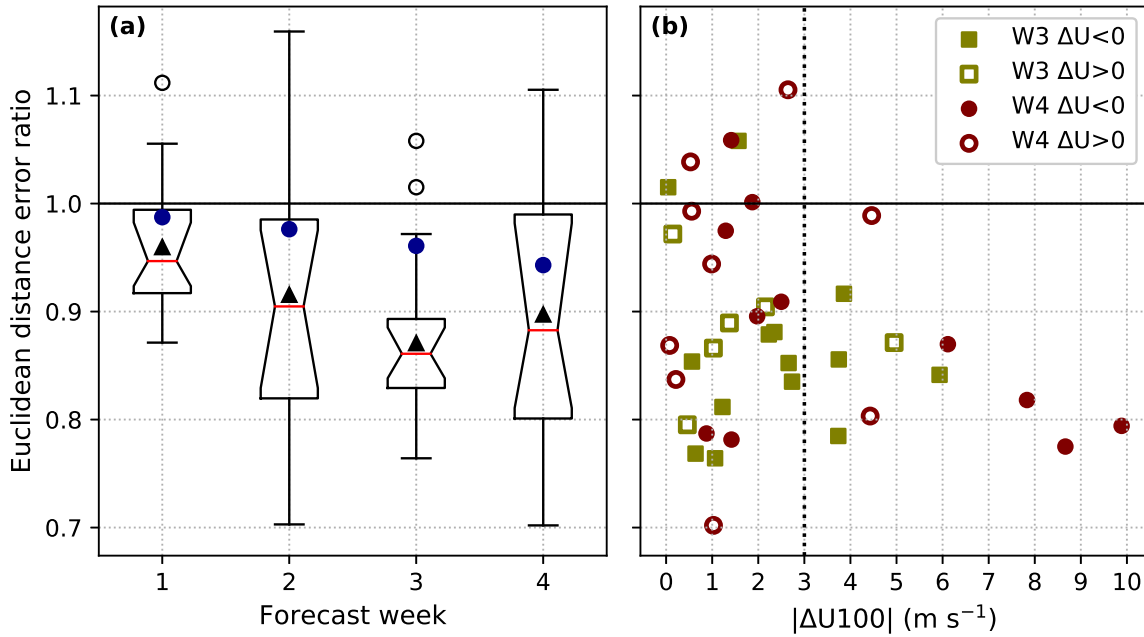 (a)
Euclidean distance error ratio
1.1
1.0
0.9
0.8
0.7
1 2 3 4
Forecast week
(b)
W3 ΔU<0
W3 ΔU>0
W4 ΔU<0
W4 ΔU>0
0 1 2 3 4 5 6 7 8 9 10
|ΔU100| (m s⁻¹)